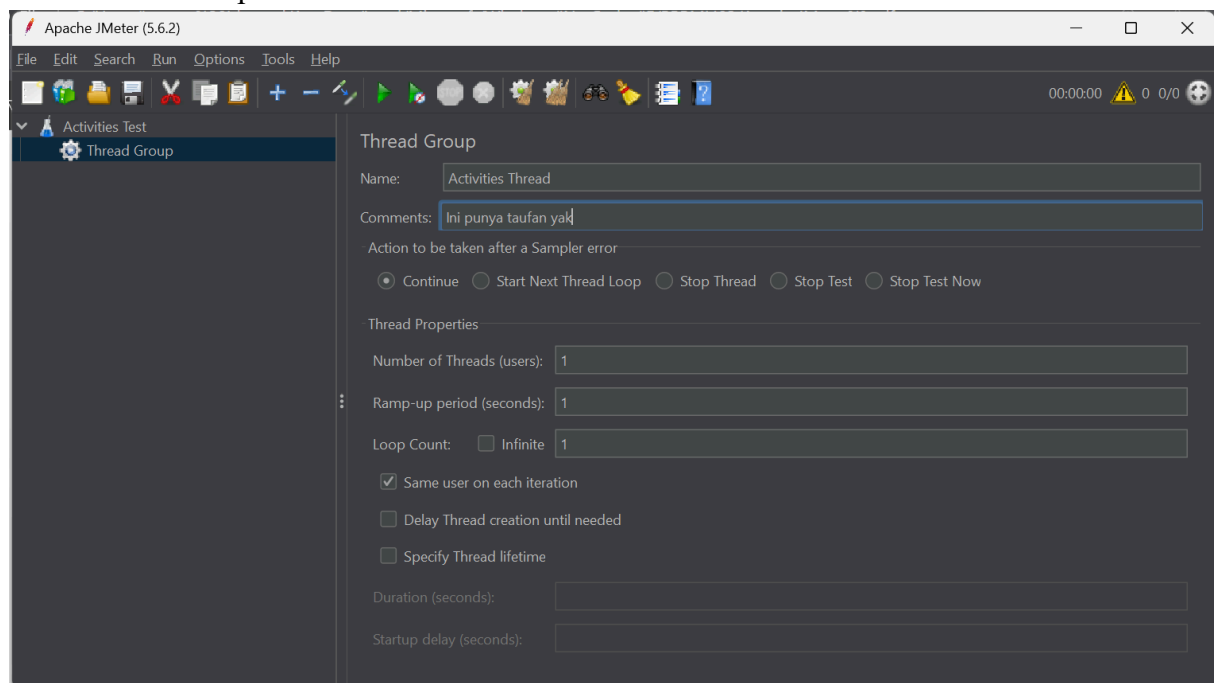 Apache JMeter (5.6.2)
File Edit Search Run Options Tools Help
STOP
00:00:00 0 0/0
Activities Test
Thread Group
Thread Group
Name: Activities Thread
Comments: Ini punya taufan yak
Action to be taken after a Sampler error
Continue Start Next Thread Loop Stop Thread Stop Test Stop Test Now
Thread Properties
Number of Threads (users): 1
Ramp-up period (seconds): 1
Loop Count: Infinite 1
Same user on each iteration
Delay Thread creation until needed
Specify Thread lifetime
Duration (seconds):
Startup delay (seconds):